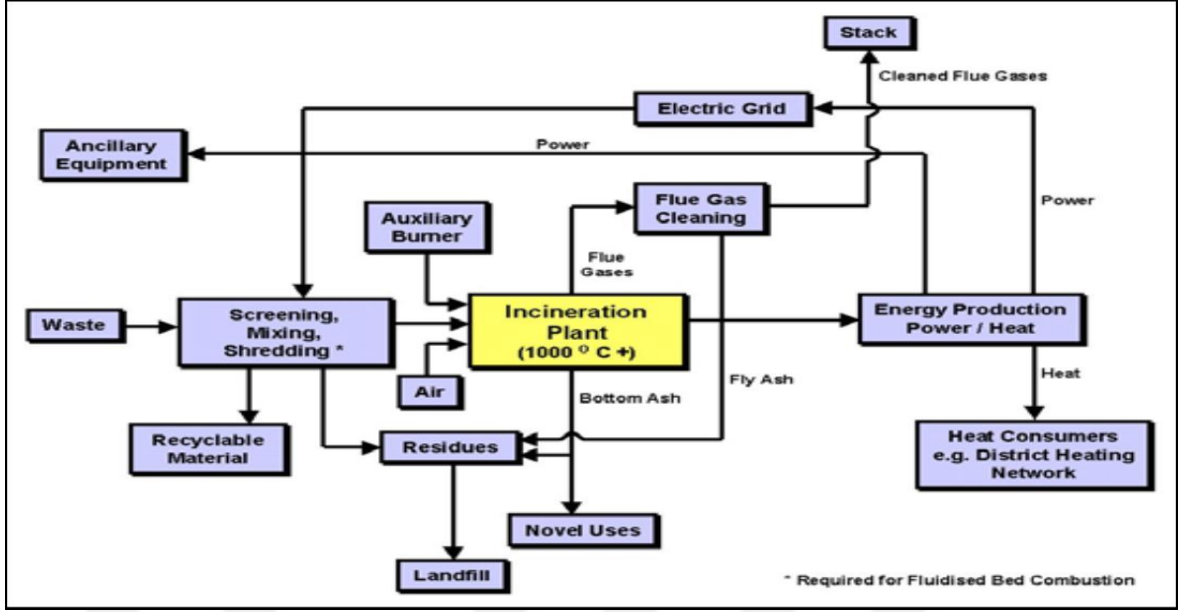 Stack
Cleaned Flue Gases
Electric Grid
Ancillary
Equipment
Power
Flue Gas
Cleaning
Power
Auxiliary
Burner
Flue
Gases
Waste
Screening,
Mixing,
Shredding *
Incineration
Plant
(1000 ⁰ C +)
Energy Production
Power / Heat
Air
Bottom Ash
Fly Ash
Heat
Recyclable
Material
Residues
Heat Consumers
e.g. District Heating
Network
Novel Uses
Landfill
* Required for Fluidised Bed Combustion